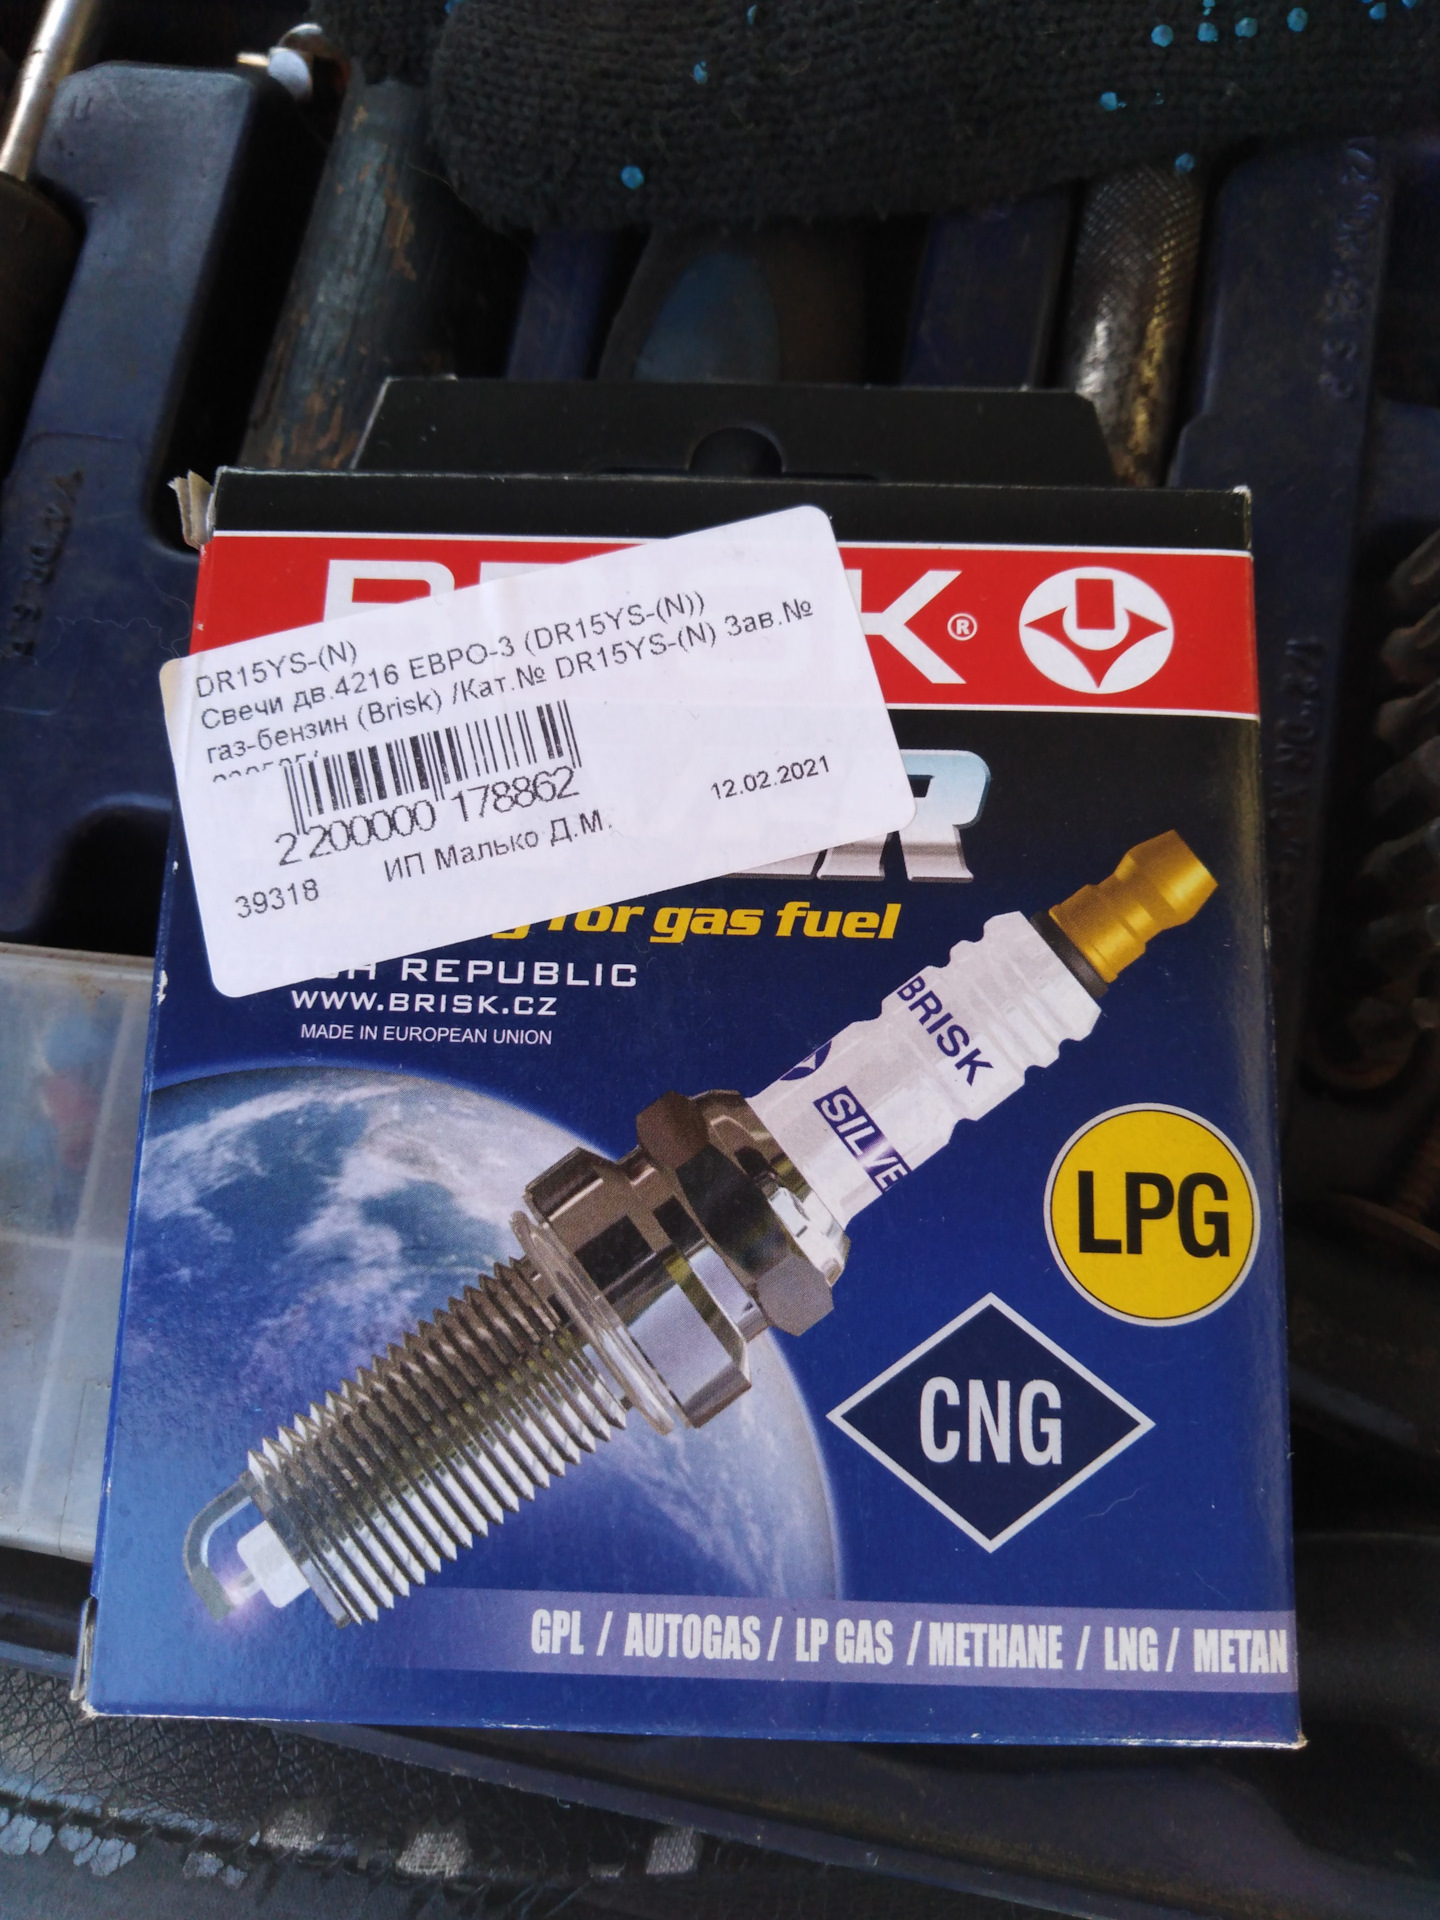 DR15YS-(N)
Свечи дв.4216 ЕВРО-3 (DR15YS-(N))
газ-бензин (Brisk) /Кат.№ DR15YS-(N) Зав.№
2 200000 178862
12.02.2021
39318
ИП Малько Д.М.
®
for gas fuel
REPUBLIC
WWW.BRISK.CZ
MADE IN EUROPEAN UNION
BRISK
SILVE
LPG
CNG
GPL / AUTOGAS / LP GAS / METHANE / LNG / METAN